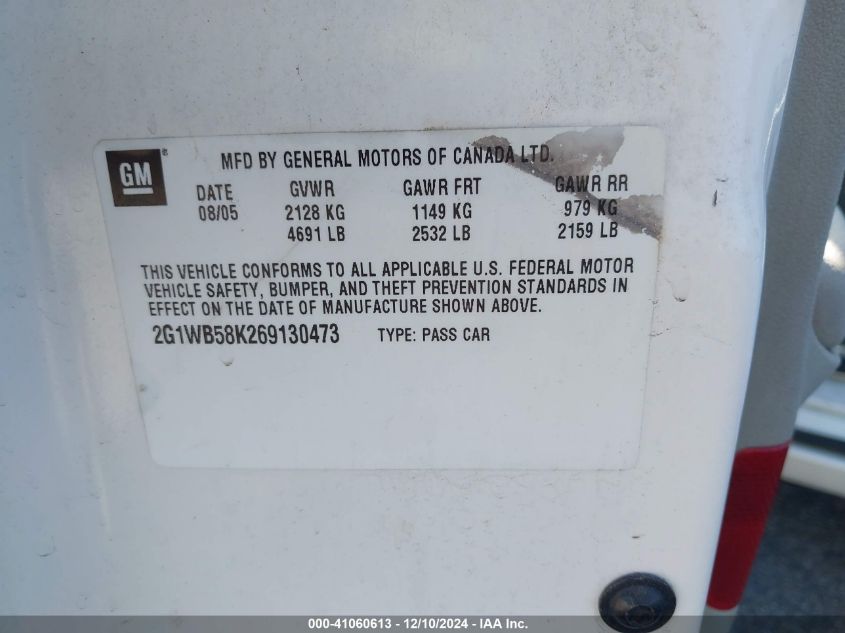 GM ® MFD BY GENERAL MOTORS OF CANADA LTD.
DATE GVWR GAWR FRT GAWR RR
08/05 2128 KG 1149 KG 979 KG
4691 LB 2532 LB 2159 LB
THIS VEHICLE CONFORMS TO ALL APPLICABLE U.S. FEDERAL MOTOR
VEHICLE SAFETY, BUMPER, AND THEFT PREVENTION STANDARDS IN
EFFECT ON THE DATE OF MANUFACTURE SHOWN ABOVE.
2G1WB58K269130473 TYPE: PASS CAR
000-41060613 - 12/10/2024 - IAA Inc.